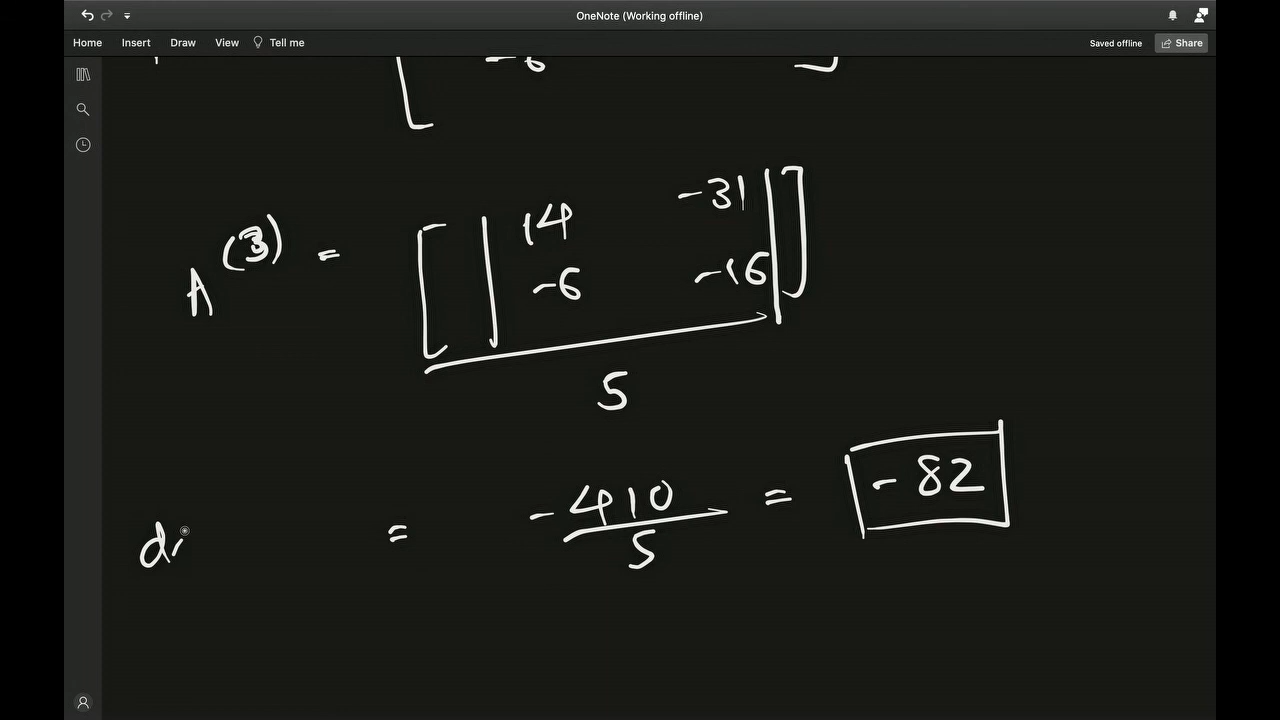 OneNote (Working offline)
Home Insert Draw View Tell me
Saved offline Share
-6
A^(3) = [ | 14 -31 | ]
-6 -16
5
= -410/5 = -82